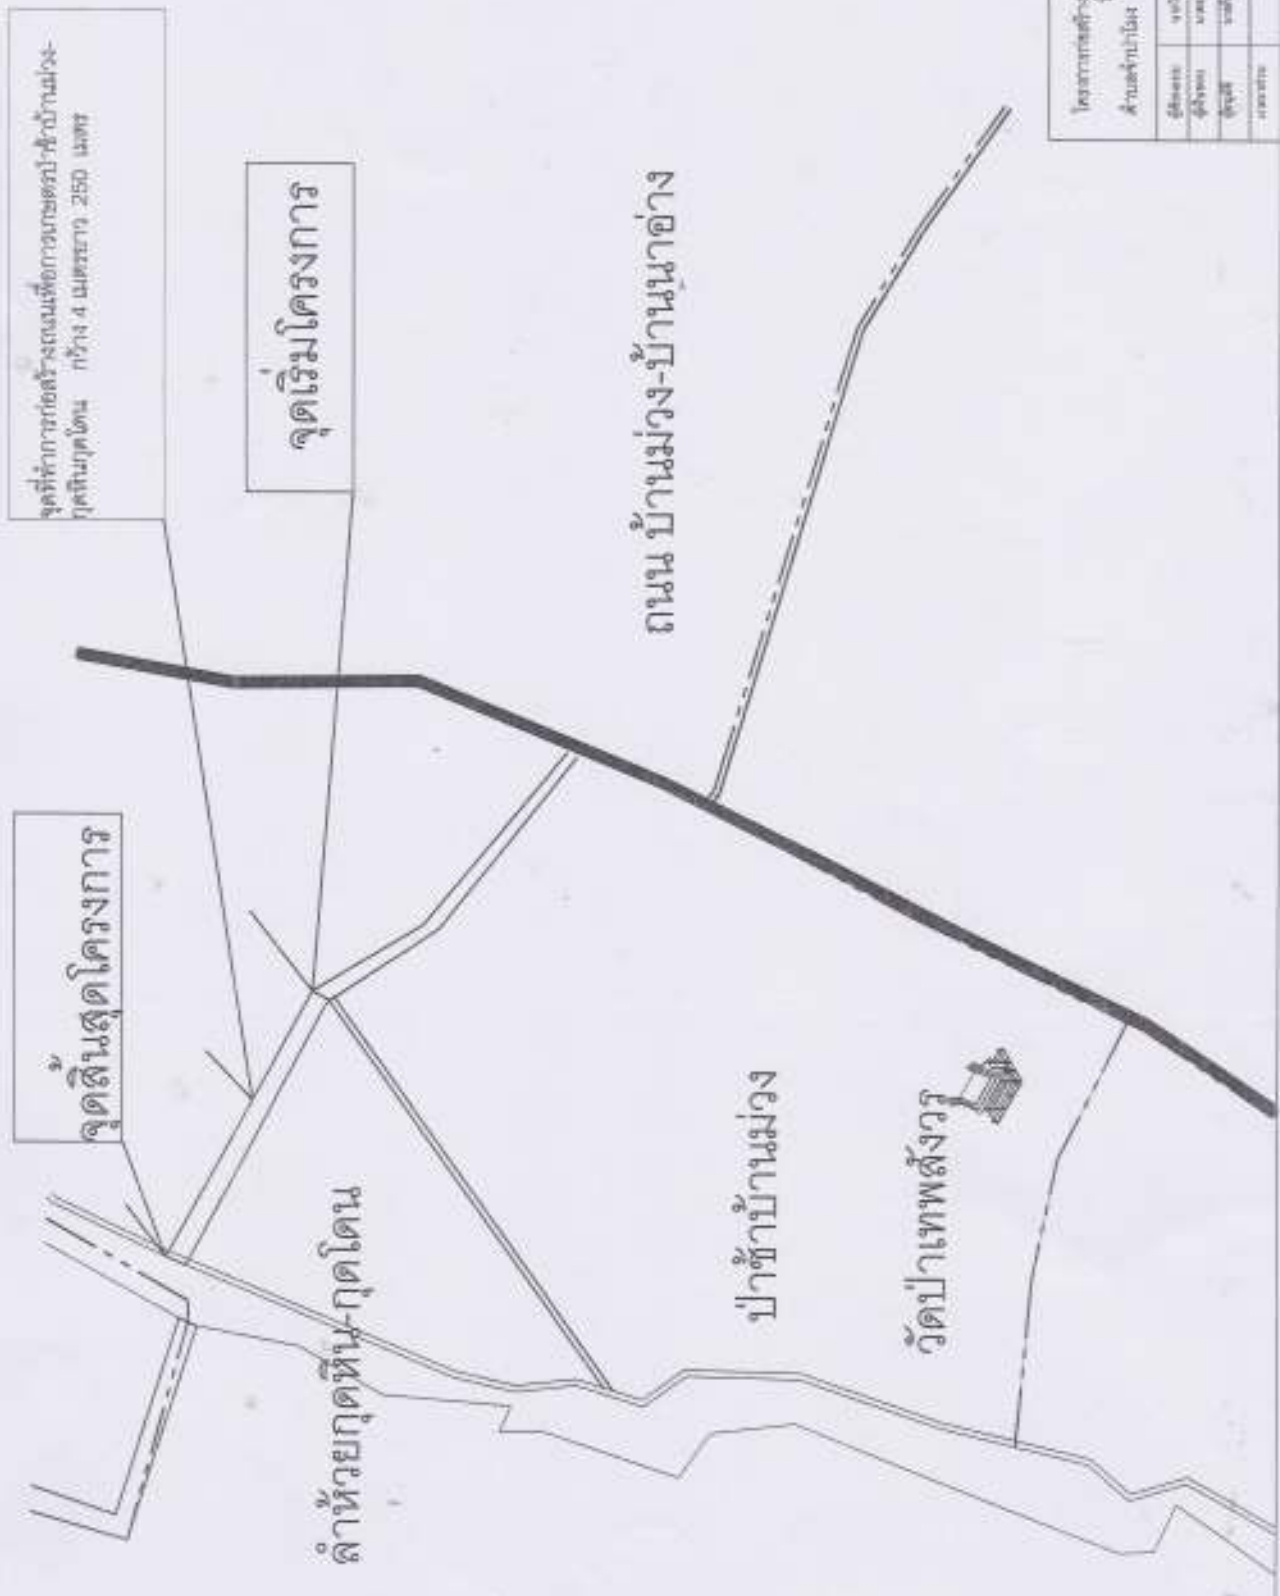 จุดที่ทำการก่อสร้างถนนเพื่อการเกษตรป่าช้าบ้านม่วง-
กุดหินกุดโดน กว้าง 4 เมตรยาว 250 เมตร
จุดเริ่มโครงการ
ถนน บ้านม่วง-บ้านนาอ่าง
จุดสิ้นสุดโครงการ
ลำห้วยกุดหิน-กุดโดน
ป่าช้าบ้านม่วง
วัดป่าเทพสังวร